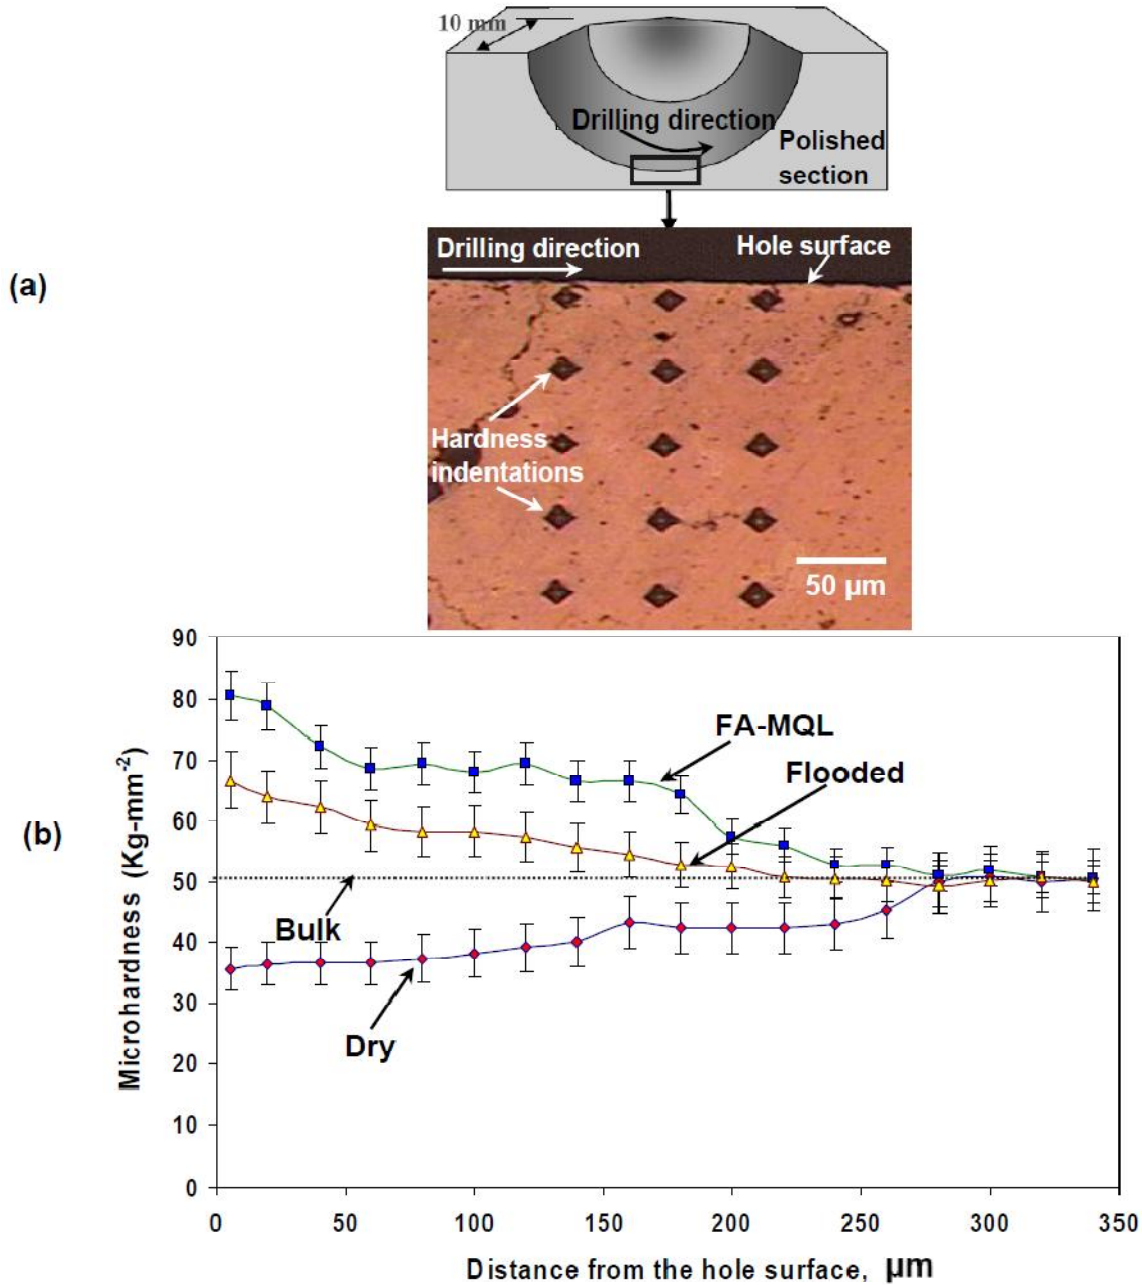 10 mm
Drilling direction
Polished
section
Drilling direction
Hole surface
(a)
Hardness
indentations
50 µm
90
80
70
60
50
40
30
20
10
0
FA-MQL
Flooded
Bulk
Dry
(b)
Microhardness (Kg-mm-2)
0
50
100
150
200
250
300
350
Distance from the hole surface, µm